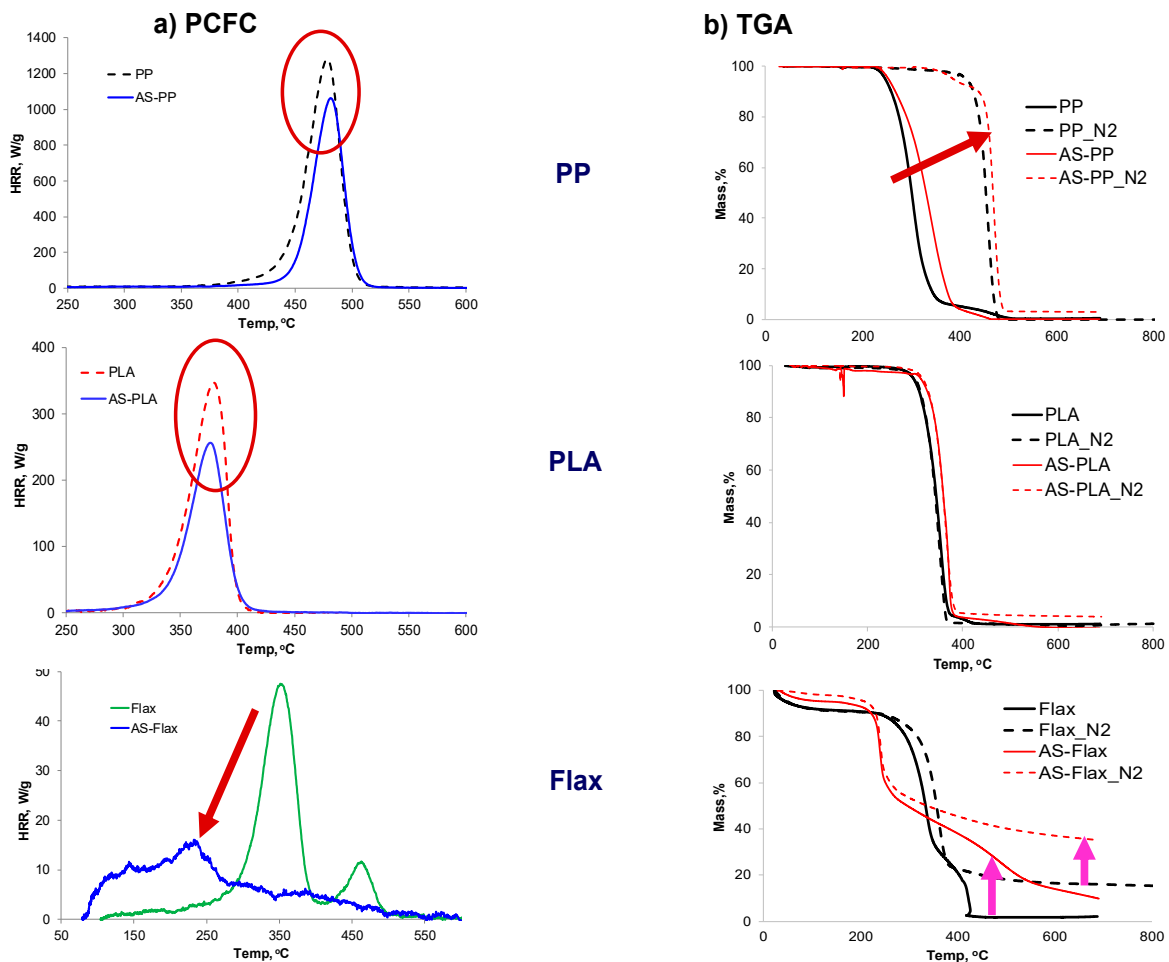 a) PCFC
b) TGA
1400
1200
1000
800
600
400
200
0
HRR, W/g
PP
AS-PP
250 300 350 400 450 500 550 600
Temp, °C
PP
100
80
60
40
20
0
Mass,%
PP
PP_N2
AS-PP
AS-PP_N2
0 200 400 600 800
Temp, °C
400
300
200
100
0
HRR, W/g
PLA
AS-PLA
250 300 350 400 450 500 550 600
Temp, °C
PLA
100
80
60
40
20
0
Mass,%
PLA
PLA_N2
AS-PLA
AS-PLA_N2
0 200 400 600 800
Temp, °C
50
40
30
20
10
0
HRR, W/g
Flax
AS-Flax
50 150 250 350 450 550
Temp, °C
Flax
100
80
60
40
20
0
Mass,%
Flax
Flax_N2
AS-Flax
AS-Flax_N2
0 200 400 600 800
Temp, °C